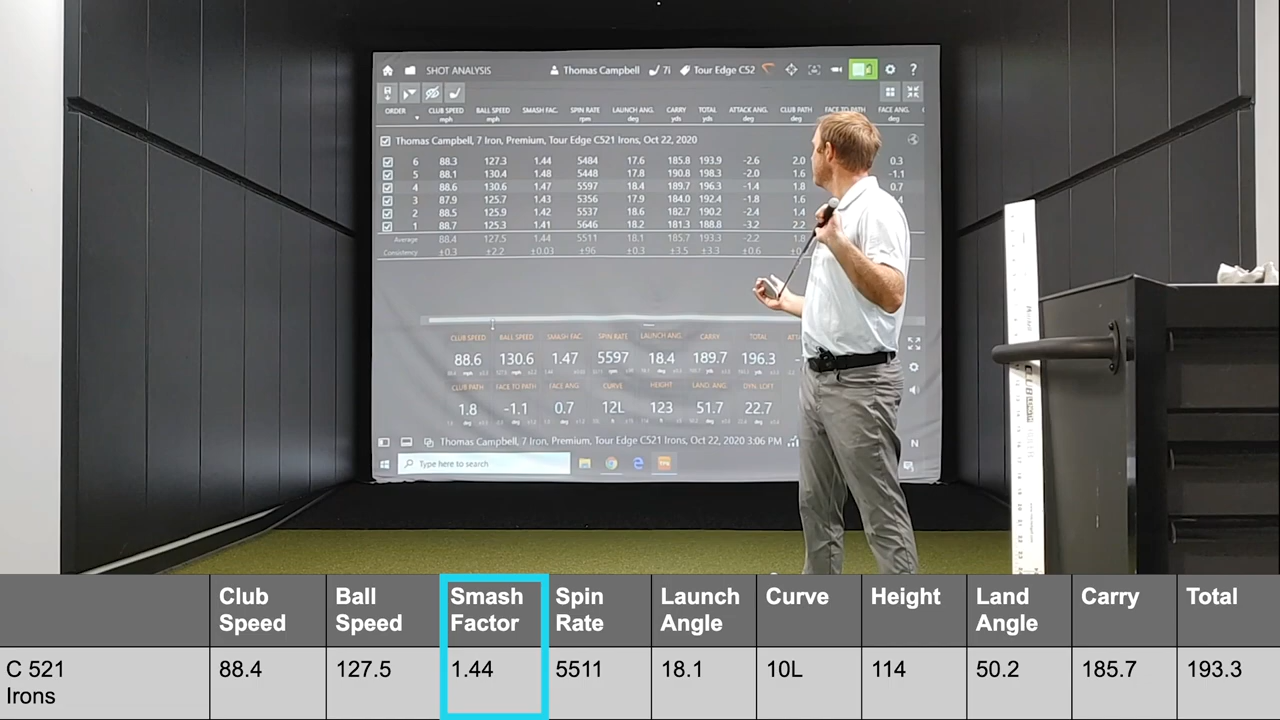 SHOT ANALYSIS Thomas Campbell 7i Tour Edge C52 ?
ORDER CLUB SPEED mph BALL SPEED mph SMASH FAC. SPIN RATE rpm LAUNCH ANG. deg CARRY yds TOTAL yds ATTACK ANG. deg CLUB PATH deg FACE TO PATH FACE ANG. deg
Thomas Campbell, 7 Iron, Premium, Tour Edge C521 Irons, Oct 22, 2020
6 88.3 127.3 1.44 5484 17.6 185.8 193.9 -2.6 2.0 0.3
5 88.1 130.4 1.48 5448 17.8 190.8 198.3 -2.0 1.6 -1.1
4 88.6 130.6 1.47 5597 18.4 189.7 196.3 -1.4 1.8 0.7
3 87.9 125.7 1.43 5356 17.9 184.0 192.4 -1.8 1.6
2 88.5 125.9 1.42 5537 18.6 182.7 190.2 -2.4 1.4
1 88.7 125.3 1.41 5646 18.2 181.3 188.8 -3.2 2.2
Average 88.4 127.5 1.44 5511 18.1 185.7 193.3 -2.2 1.8
Consistency ±0.3 ±2.2 ±0.03 ±96 ±0.3 ±3.5 ±3.3 ±0.6
CLUB SPEED BALL SPEED SMASH FAC. SPIN RATE LAUNCH ANG. CARRY TOTAL
88.6 130.6 1.47 5597 18.4 189.7 196.3
CLUB PATH FACE TO PATH FACE ANG. CURVE HEIGHT LAND. ANG. DYN. LOFT
1.8 -1.1 0.7 12L 123 51.7 22.7
Thomas Campbell, 7 Iron, Premium, Tour Edge C521 Irons, Oct 22, 2020 3:06 PM
Type here to search
Club Speed Ball Speed Smash Factor Spin Rate Launch Angle Curve Height Land Angle Carry Total
C 521 Irons 88.4 127.5 1.44 5511 18.1 10L 114 50.2 185.7 193.3